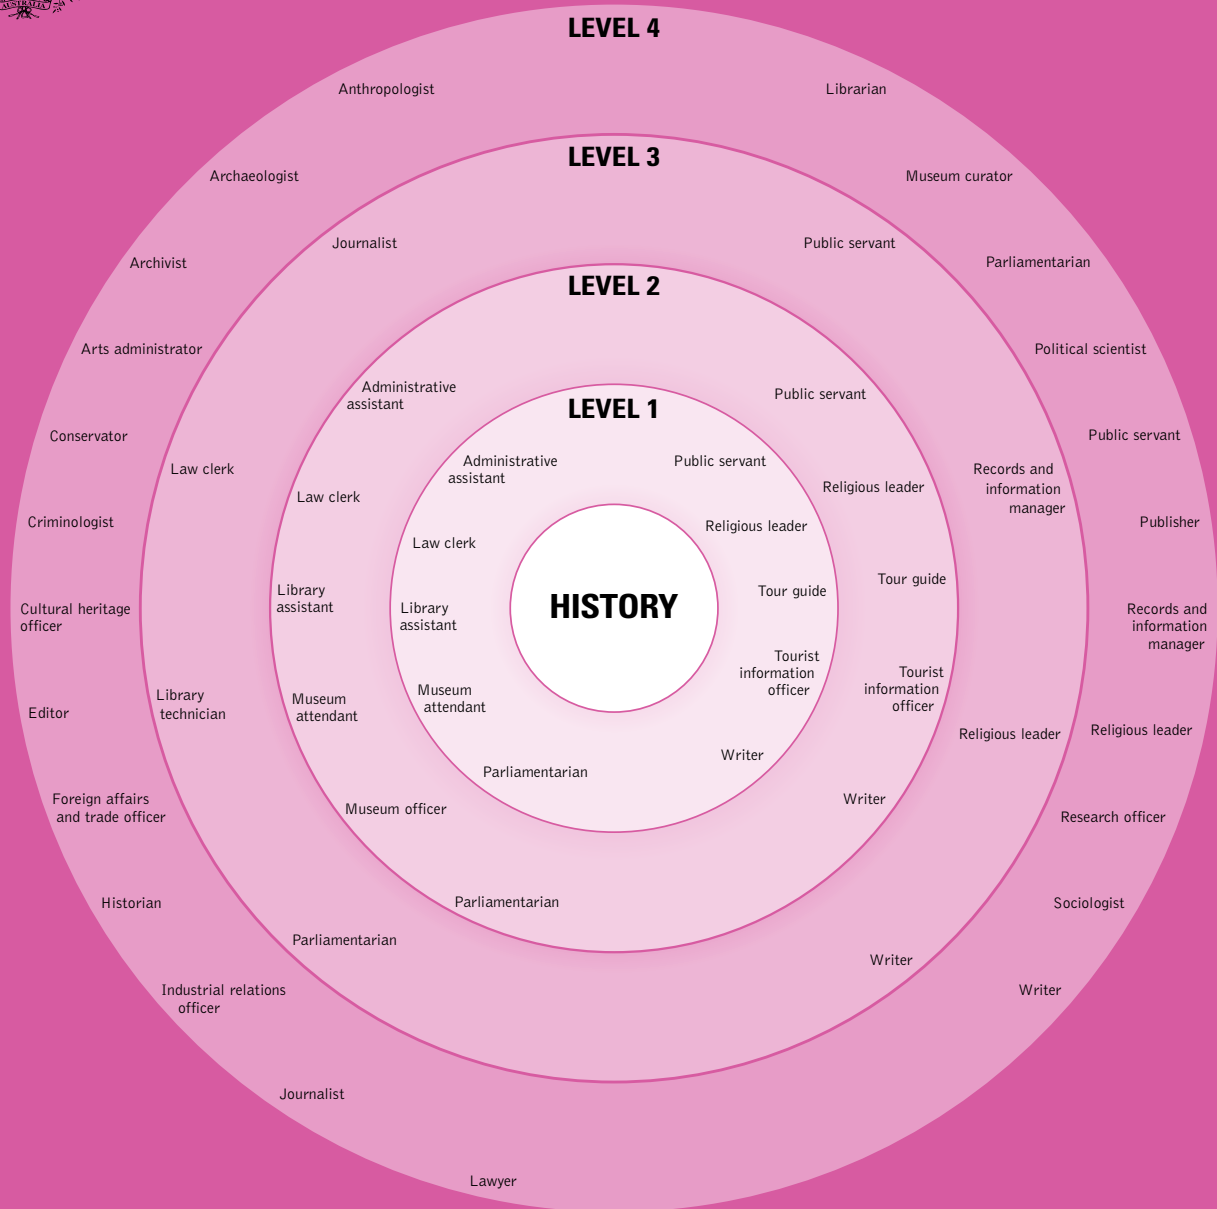 AUSTRALIA
LEVEL 4
Anthropologist
Archaeologist
Archivist
Arts administrator
Conservator
Criminologist
Cultural heritage
officer
Editor
Foreign affairs
and trade officer
Historian
Industrial relations
officer
Journalist
Lawyer
Librarian
Museum curator
Parliamentarian
Political scientist
Public servant
Publisher
Records and
information
manager
Religious leader
Research officer
Sociologist
Writer
LEVEL 3
Journalist
Law clerk
Library
technician
Parliamentarian
Public servant
Records and
information
manager
Religious leader
Writer
LEVEL 2
Administrative
assistant
Law clerk
Library
assistant
Museum
attendant
Museum officer
Parliamentarian
Public servant
Religious leader
Tour guide
Tourist
information
officer
Writer
LEVEL 1
Administrative
assistant
Law clerk
Library
assistant
Museum
attendant
Parliamentarian
Public servant
Religious leader
Tour guide
Tourist
information
officer
Writer
HISTORY